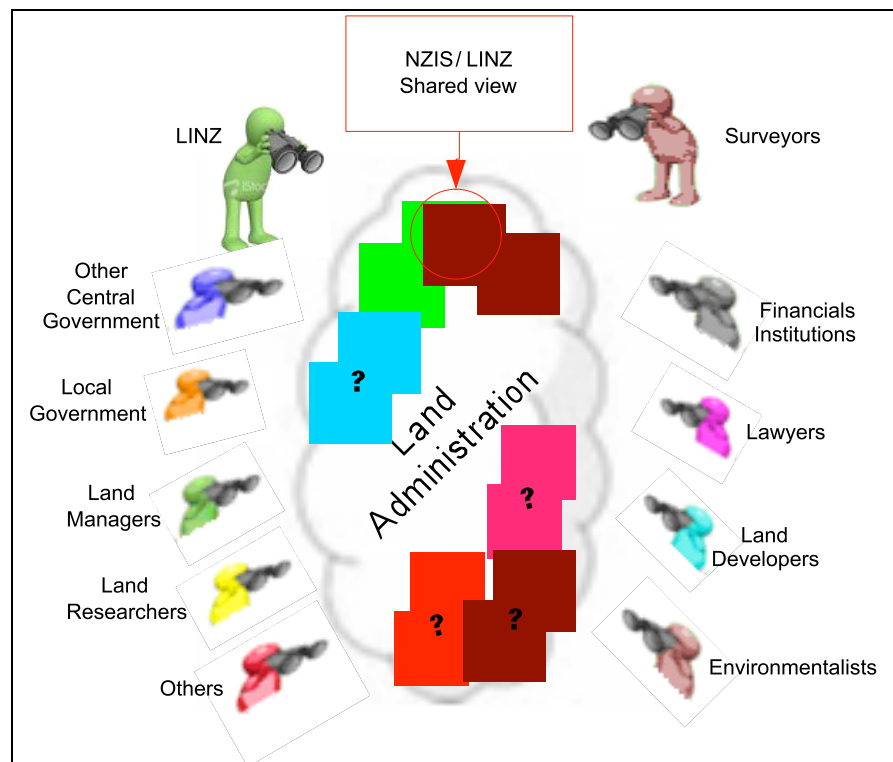 NZIS/ LINZ
Shared view
LINZ
Surveyors
iStoc
Other
Central
Government
Financials
Institutions
Local
Government
?
Land
Administration
Lawyers
Land
Managers
?
Land
Developers
Land
Researchers
?
?
Others
Environmentalists